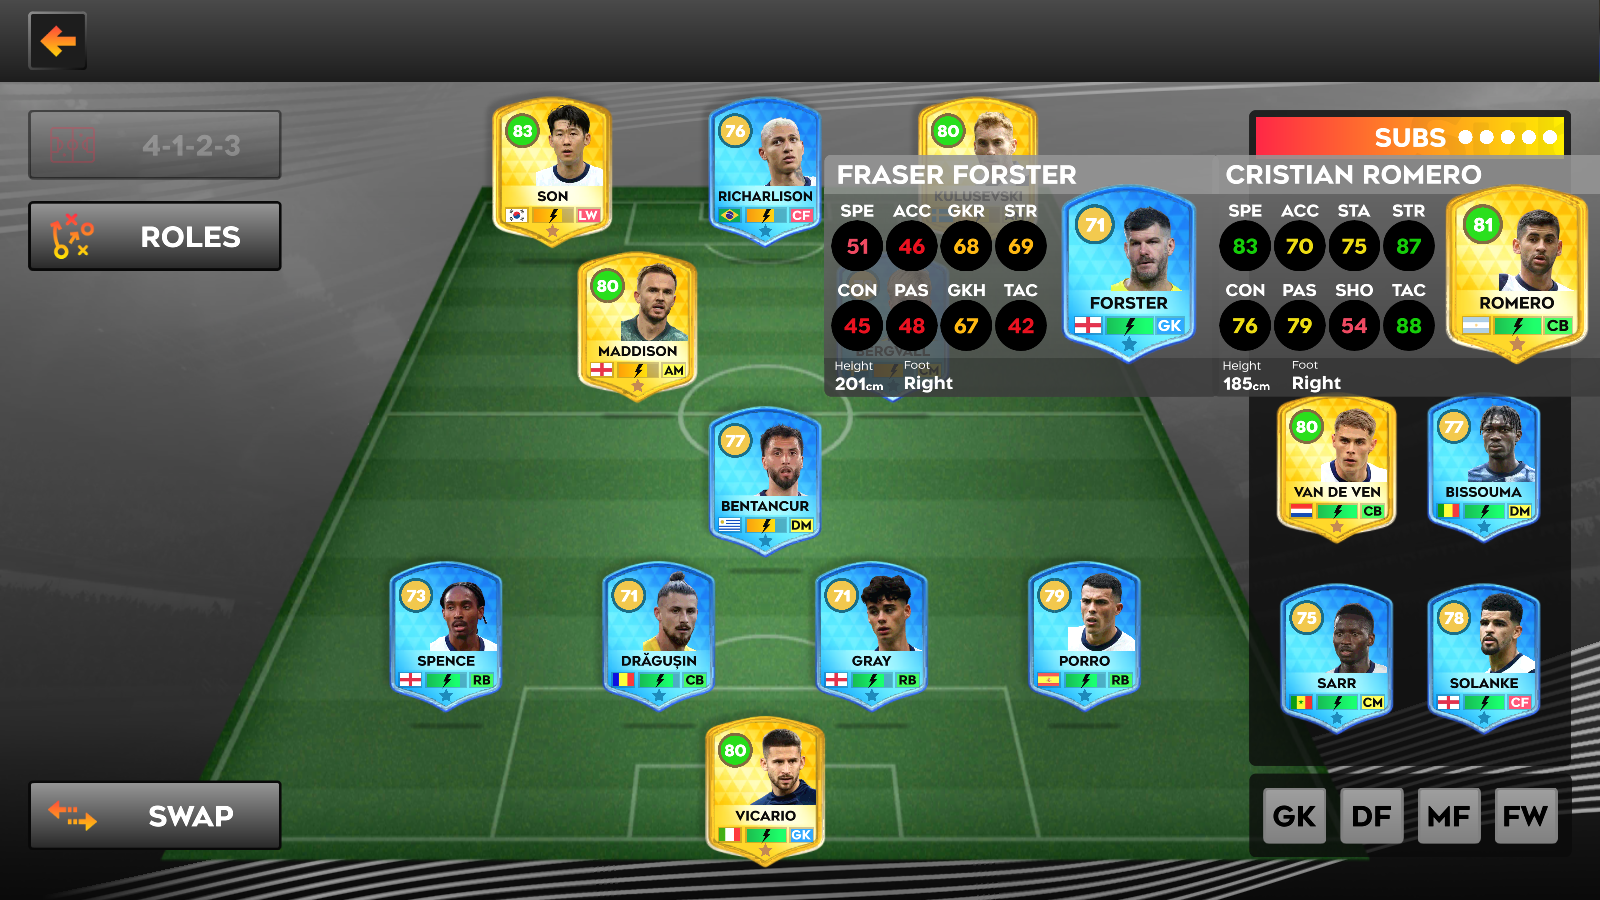 4-1-2-3
ROLES
SWAP
83
SON
LW
76
RICHARLISON
CF
80
KULUSEVSKI
80
MADDISON
AM
BERGVALL
CM
77
BENTANCUR
DM
73
SPENCE
RB
71
DRĂGUȘIN
CB
71
GRAY
RB
79
PORRO
RB
80
VICARIO
GK
SUBS
FRASER FORSTER
SPE ACC GKR STR
51 46 68 69
CON PAS GKH TAC
45 48 67 42
Height Foot
201cm Right
71
FORSTER
GK
CRISTIAN ROMERO
SPE ACC STA STR
83 70 75 87
CON PAS SHO TAC
76 79 54 88
Height Foot
185cm Right
81
ROMERO
CB
80
VAN DE VEN
CB
77
BISSOUMA
DM
75
SARR
CM
78
SOLANKE
CF
GK DF MF FW